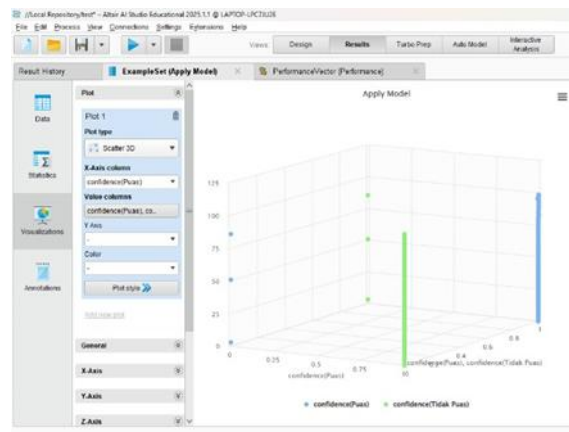 //Local Repository/test* - Altair AI Studio Educational 2025.1.1 @ LAPTOP-
File Edit Process View Connections Settings Extensions Help
Views: Design Results Turbo Prep Auto Model Interactive Analysis
Result History
ExampleSet (Apply Model)
PerformanceVector (Performance)
Data
Statistics
Visualizations
Annotations
Plot
Plot 1
Plot type
Scatter 3D
X-Axis column
confidence(Puas)
Value columns
confidence(Puas), co...
Y Axis
-
Color
-
Plot style
Add new plot
General
X-Axis
Y-Axis
Z-Axis
Apply Model
125
100
75
50
25
0
0
0.25
0.5
0.75
0.4
0.6
0.8
1
confidence(Puas)
confidence(Puas), confidence(Tidak Puas)
confidence(Puas) confidence(Tidak Puas)